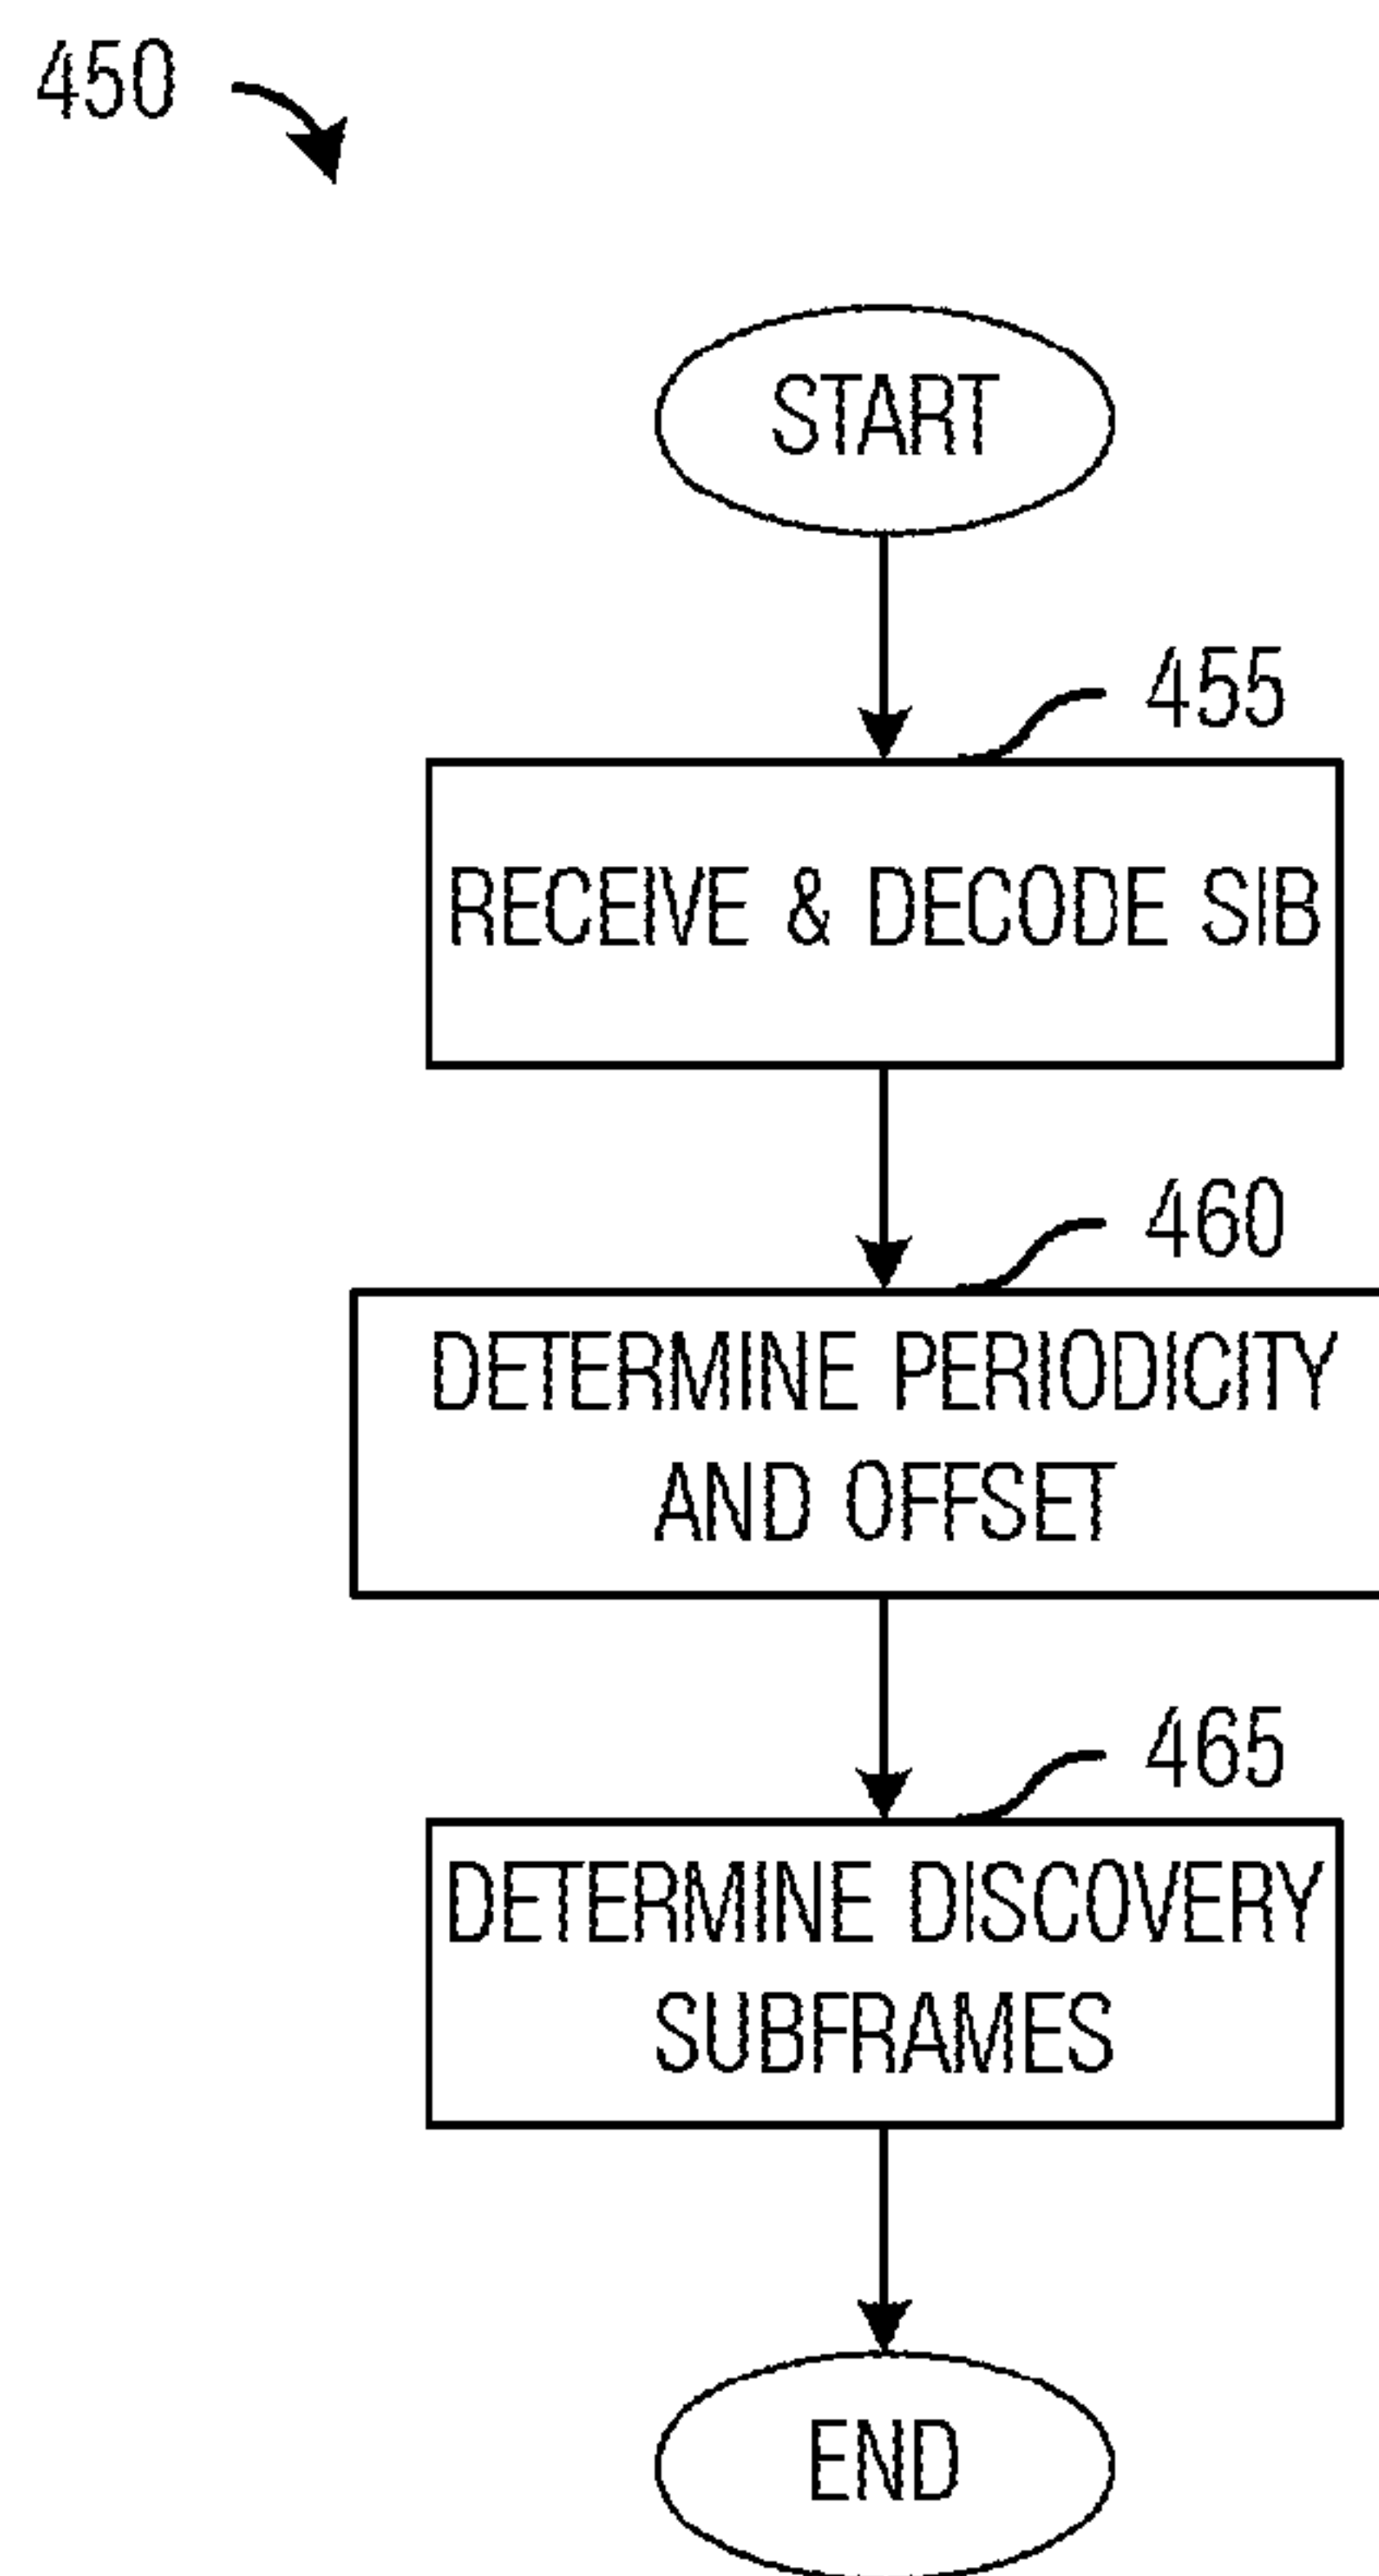 450
START
455
RECEIVE & DECODE SIB
460
DETERMINE PERIODICITY
AND OFFSET
465
DETERMINE DISCOVERY
SUBFRAMES
END